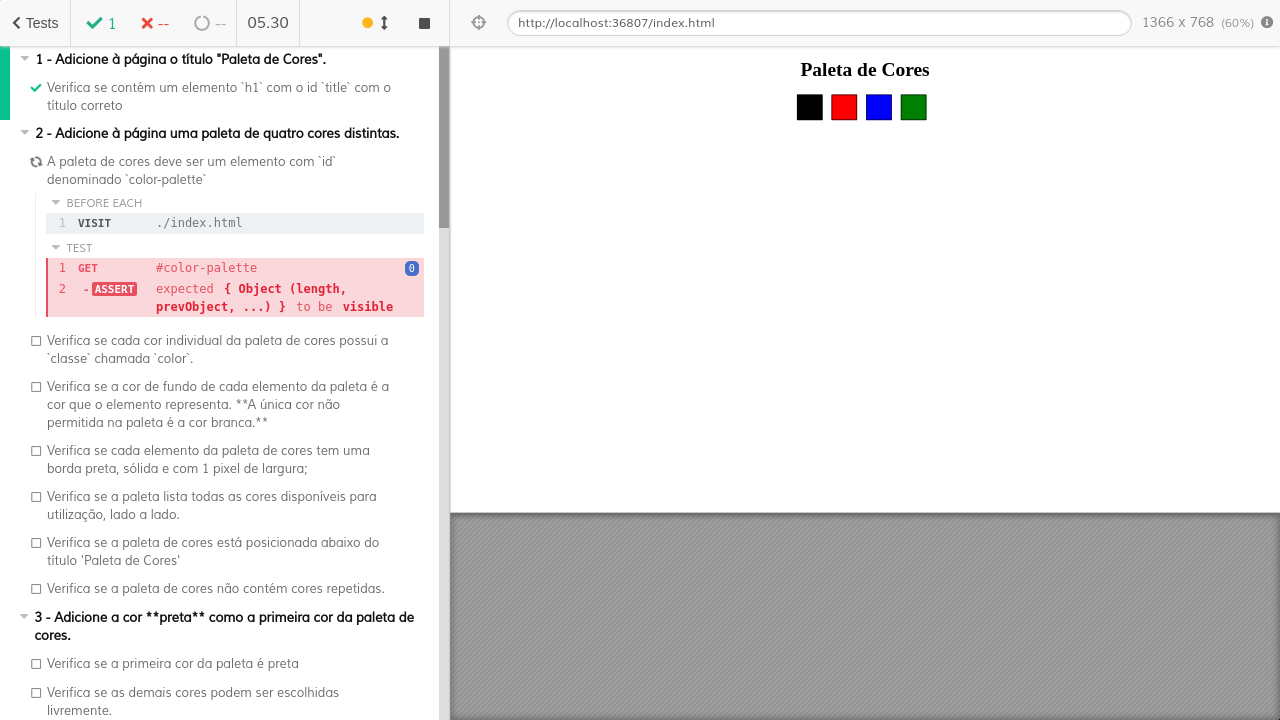 Tests
1
--
--
05.30
http://localhost:36807/index.html
1366 x 768 (60%)
1 - Adicione à página o título "Paleta de Cores".
Verifica se contém um elemento `h1` com o id `title` com o
título correto
2 - Adicione à página uma paleta de quatro cores distintas.
A paleta de cores deve ser um elemento com `id`
denominado `color-palette`
BEFORE EACH
1 VISIT ./index.html
TEST
1 GET #color-palette 0
2 - ASSERT expected { Object (length,
prevObject, ...) } to be visible
Verifica se cada cor individual da paleta de cores possui a
`classe` chamada `color`.
Verifica se a cor de fundo de cada elemento da paleta é a
cor que o elemento representa. **A única cor não
permitida na paleta é a cor branca.**
Verifica se cada elemento da paleta de cores tem uma
borda preta, sólida e com 1 pixel de largura;
Verifica se a paleta lista todas as cores disponíveis para
utilização, lado a lado.
Verifica se a paleta de cores está posicionada abaixo do
título 'Paleta de Cores'
Verifica se a paleta de cores não contém cores repetidas.
3 - Adicione a cor **preta** como a primeira cor da paleta de
cores.
Verifica se a primeira cor da paleta é preta
Verifica se as demais cores podem ser escolhidas
livremente.
Paleta de Cores